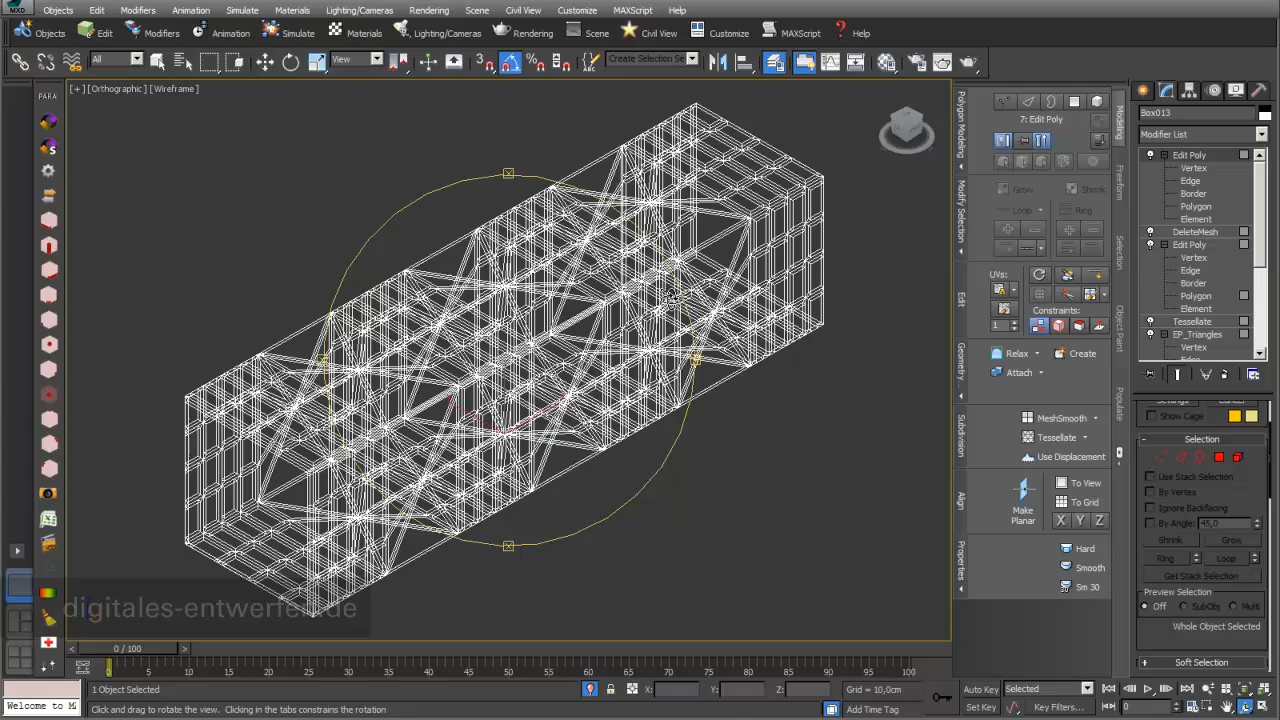 MXD Objects Edit Modifiers Animation Simulate Materials Lighting/Cameras Rendering Scene Civil View Customize MAXScript Help
Objects Edit Modifiers Animation Simulate Materials Lighting/Cameras Rendering Scene Civil View Customize MAXScript Help
All View 3 Create Selection Se
[+] [Orthographic] [Wireframe]
PARA
Polygon Modeling
Modify Selection
Edit
Geometry...
Subdivision
Align
Properties
7: Edit Poly
Grow Shrink
Loop Ring
UVs:
Constraints:
1
Relax Create
Attach
MeshSmooth
Tessellate
Use Displacement
Make Planar
To View
To Grid
X Y Z
Hard
Smooth
Sm 30
Modeling
Freeform
Selection
Object Paint
Populate
Box013
Modifier List
Edit Poly
Vertex
Edge
Border
Polygon
Element
DeleteMesh
Edit Poly
Vertex
Edge
Border
Polygon
Element
Tessellate
EP_Triangles
Vertex
Edge
Settings Cancel
Show Cage
Selection
Use Stack Selection
By Vertex
Ignore Backfacing
By Angle: 45,0
Shrink Grow
Ring Loop
Get Stack Selection
Preview Selection
Off SubObj Multi
Whole Object Selected
Soft Selection
digitales-entwerfen.de
0 / 100
0 5 10 15 20 25 30 35 40 45 50 55 60 65 70 75 80 85 90 95 100
1 Object Selected X: Y: Z: Grid = 10,0cm Auto Key Selected
Welcome to M Click and drag to rotate the view. Clicking in the tabs constrains the rotation Add Time Tag Set Key Key Filters... 0